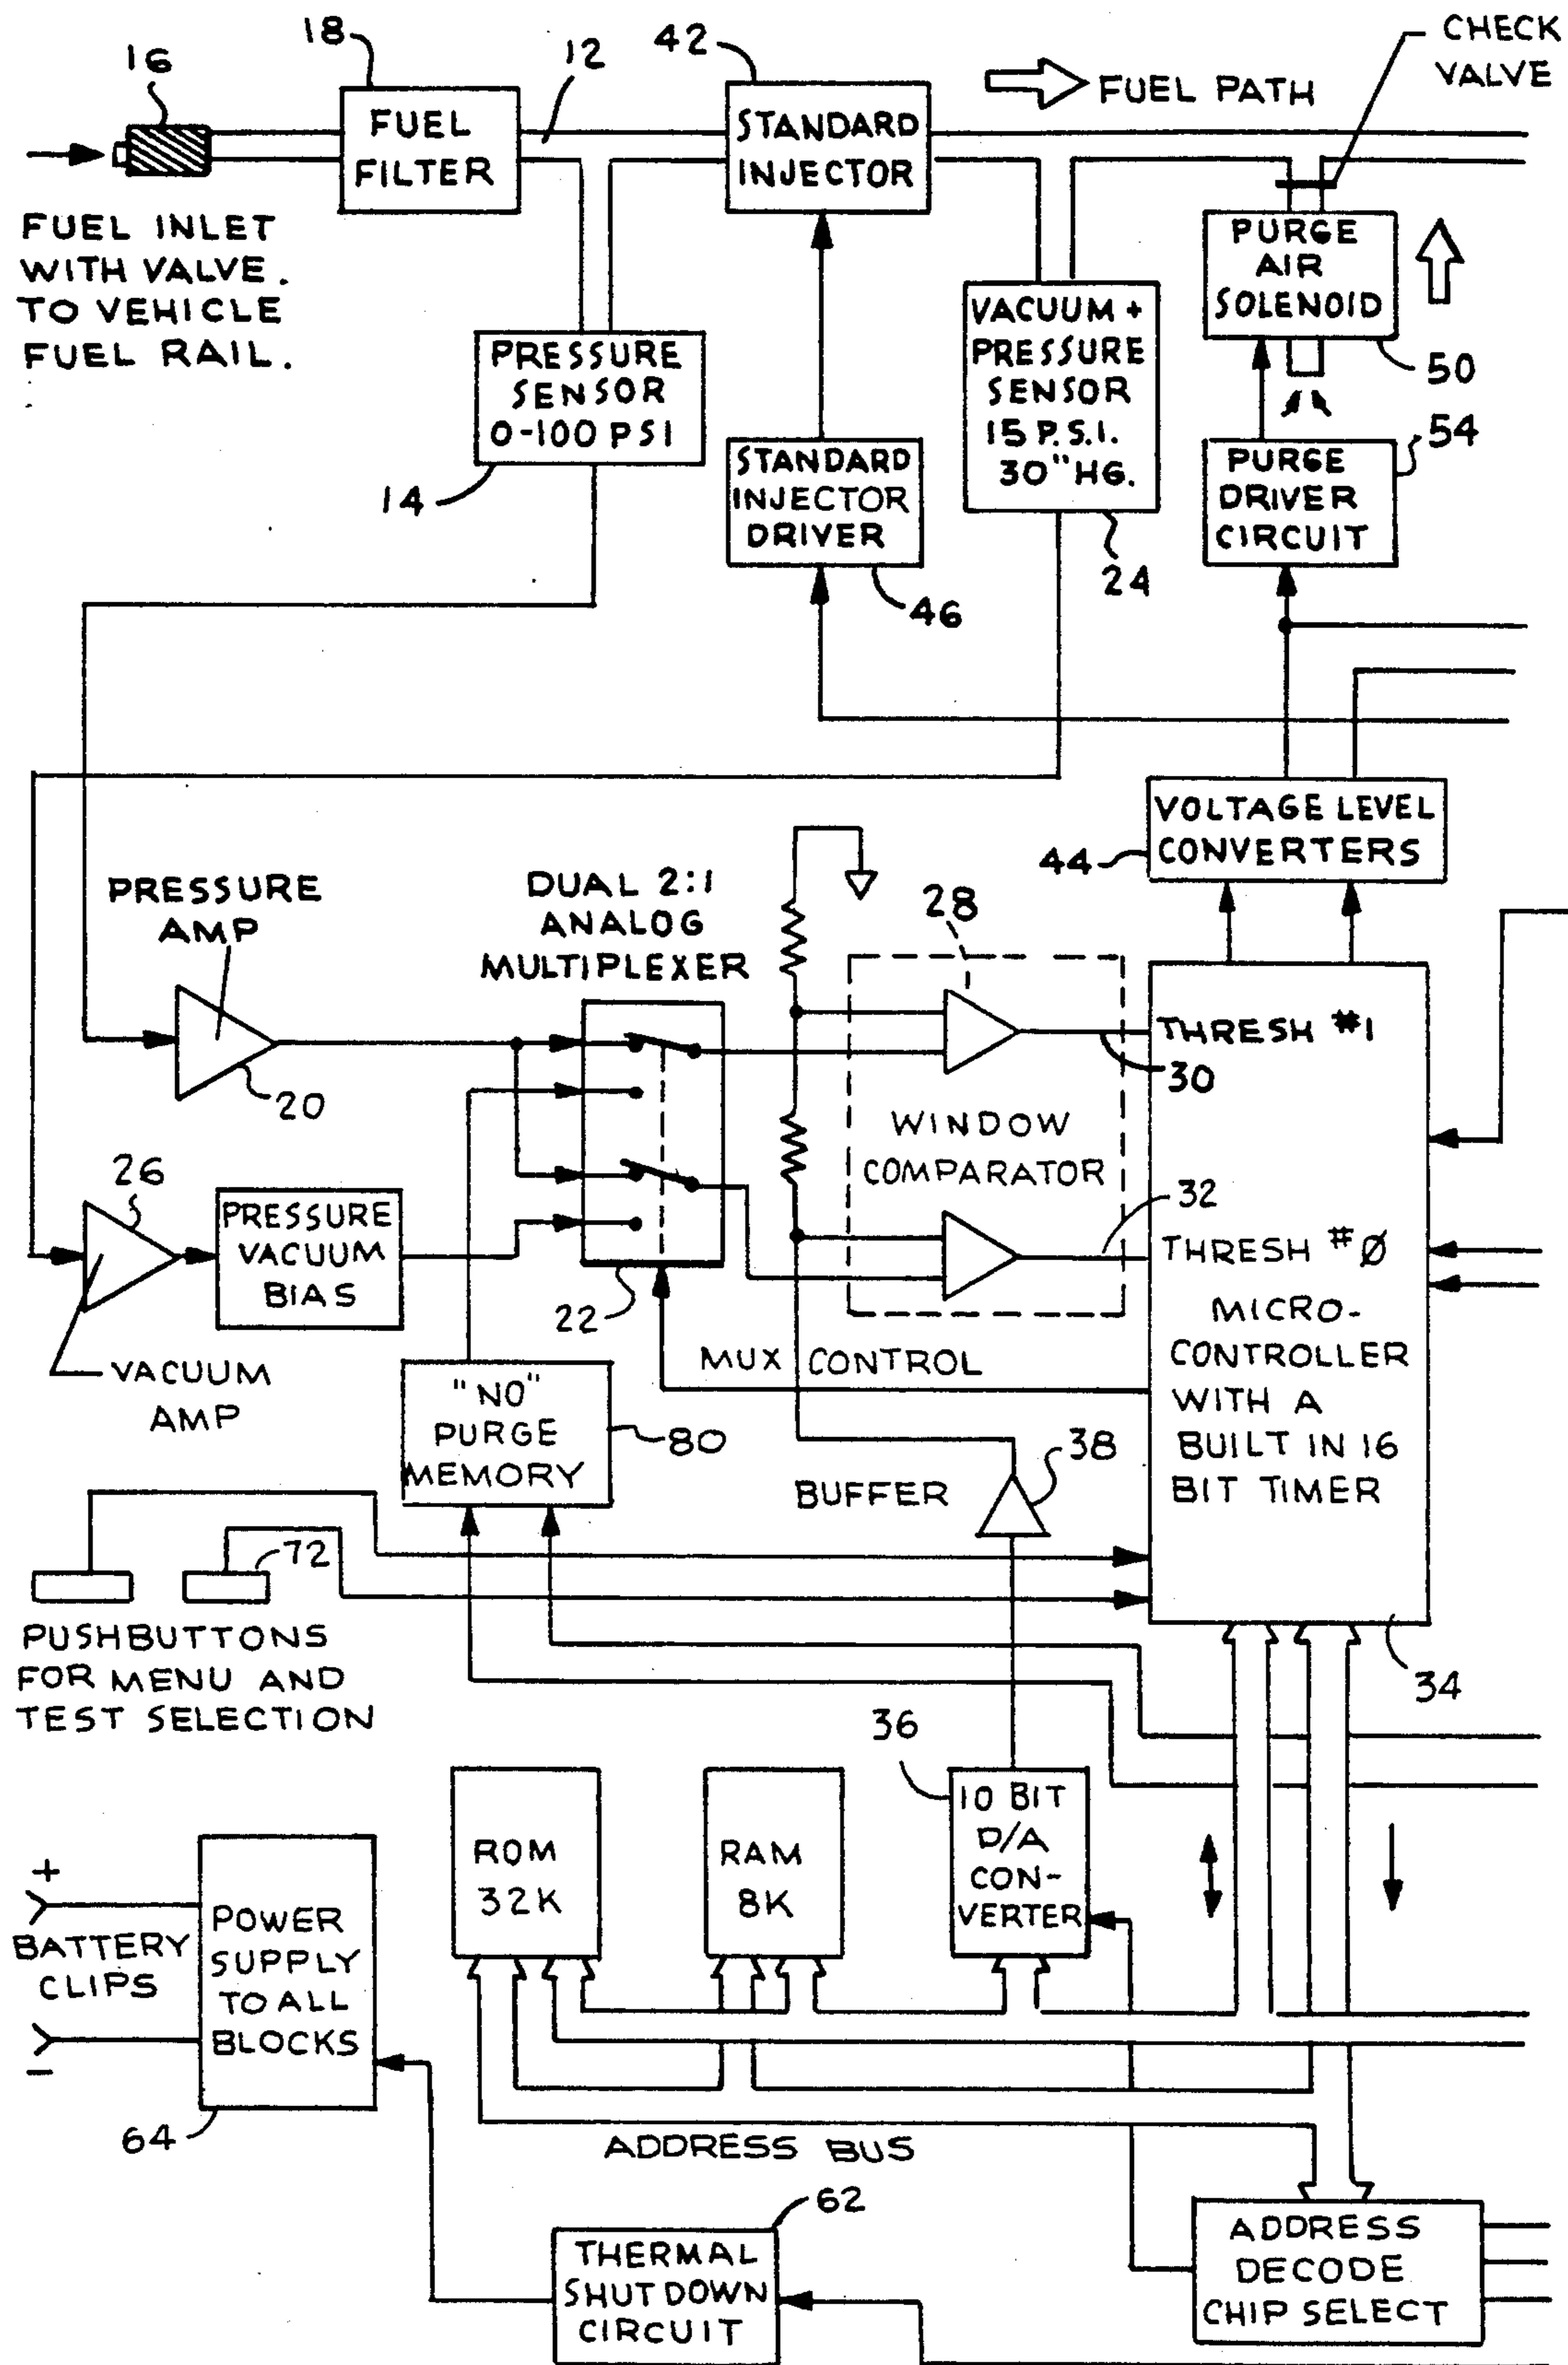 16
18
12
42
CHECK
VALVE
FUEL
FILTER
STANDARD
INJECTOR
FUEL PATH
FUEL INLET
WITH VALVE.
TO VEHICLE
FUEL RAIL.
PURGE
AIR
SOLENOID
50
PRESSURE
SENSOR
0-100 PSI
14
VACUUM +
PRESSURE
SENSOR
15 P.S.I.
30" HG.
24
STANDARD
INJECTOR
DRIVER
46
PURGE
DRIVER
CIRCUIT
54
VOLTAGE LEVEL
CONVERTERS
44
PRESSURE
AMP
20
DUAL 2:1
ANALOG
MULTIPLEXER
28
THRESH #1
30
WINDOW
COMPARATOR
32
THRESH #Ø
26
PRESSURE
VACUUM
BIAS
22
MICRO-
CONTROLLER
WITH A
BUILT IN 16
BIT TIMER
MUX CONTROL
VACUUM
AMP
"NO"
PURGE
MEMORY
80
BUFFER
38
72
PUSHBUTTONS
FOR MENU AND
TEST SELECTION
34
36
ROM
32K
RAM
8K
10 BIT
D/A
CON-
VERTER
+
BATTERY
CLIPS
−
POWER
SUPPLY
TO ALL
BLOCKS
64
ADDRESS BUS
62
THERMAL
SHUT DOWN
CIRCUIT
ADDRESS
DECODE
CHIP SELECT